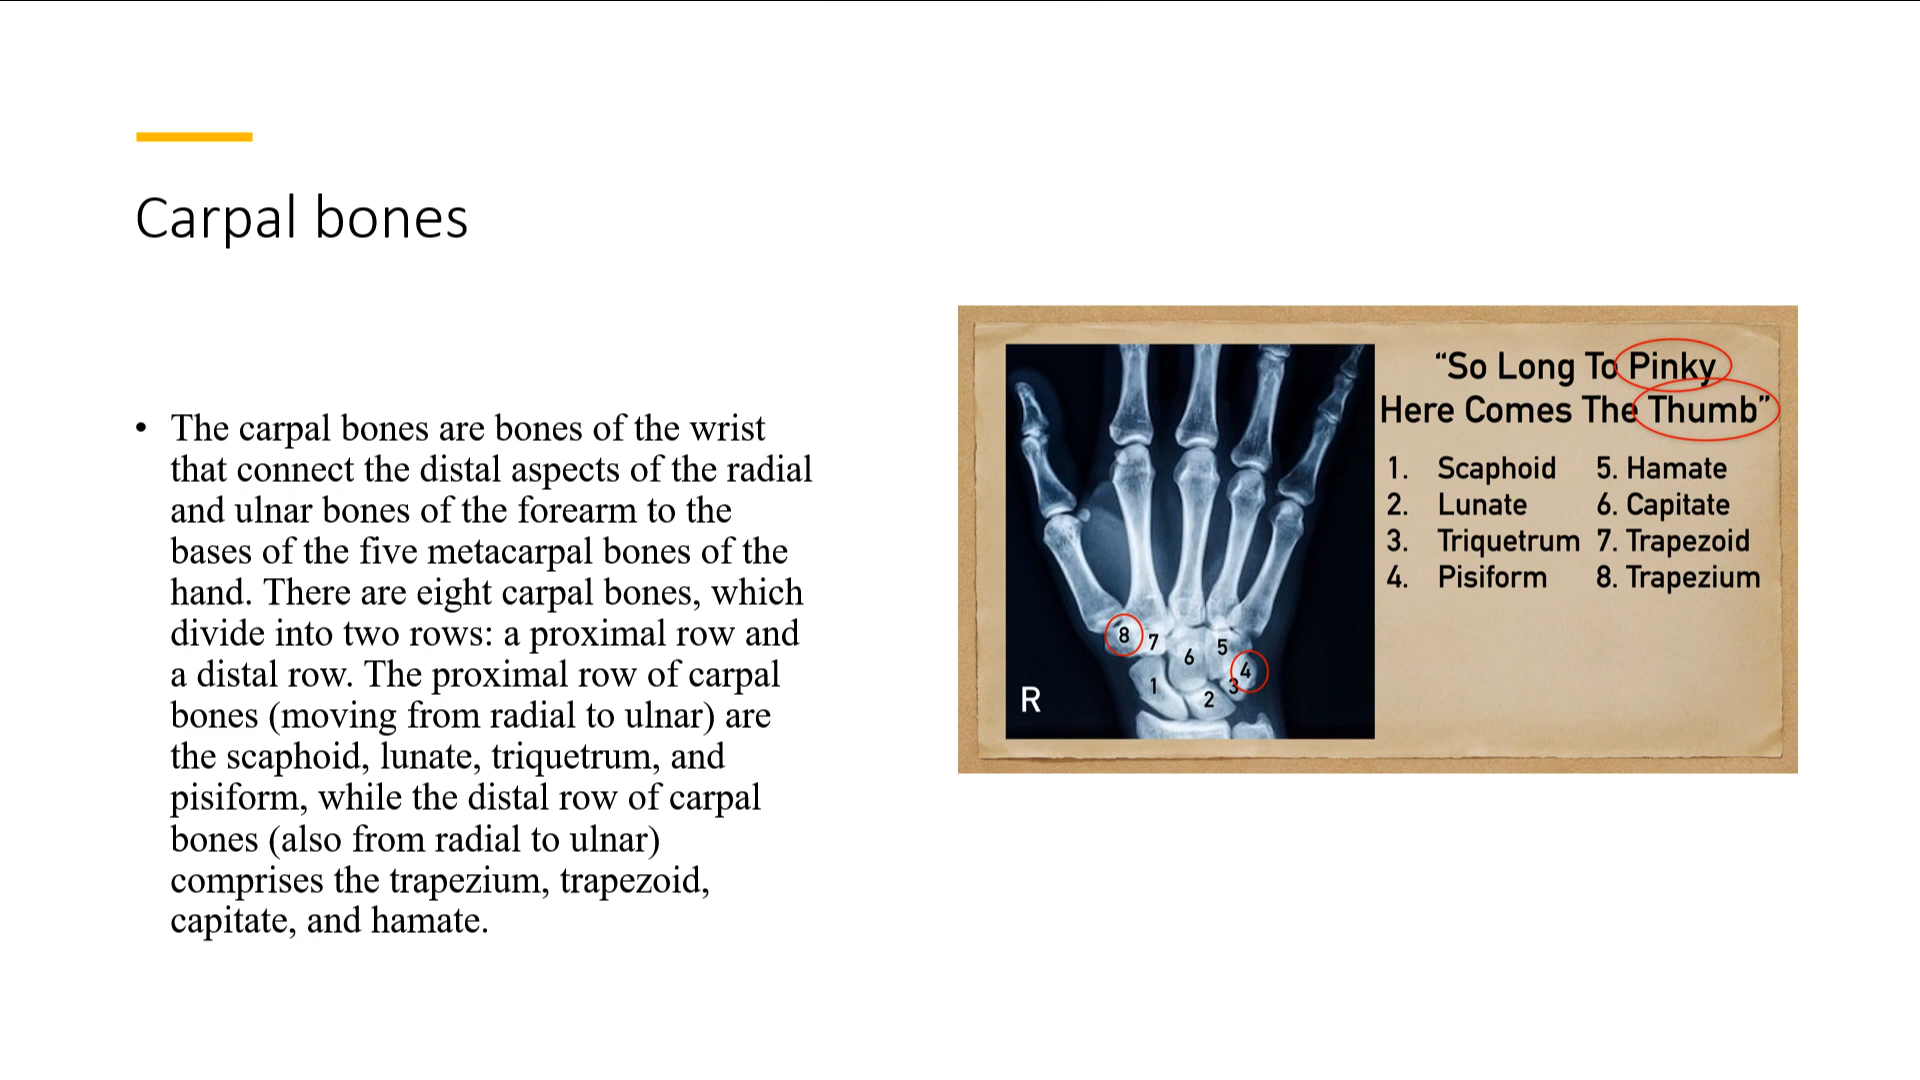 Carpal bones
• The carpal bones are bones of the wrist
that connect the distal aspects of the radial
and ulnar bones of the forearm to the
bases of the five metacarpal bones of the
hand. There are eight carpal bones, which
divide into two rows: a proximal row and
a distal row. The proximal row of carpal
bones (moving from radial to ulnar) are
the scaphoid, lunate, triquetrum, and
pisiform, while the distal row of carpal
bones (also from radial to ulnar)
comprises the trapezium, trapezoid,
capitate, and hamate.
“So Long To Pinky
Here Comes The Thumb”
1. Scaphoid 5. Hamate
2. Lunate 6. Capitate
3. Triquetrum 7. Trapezoid
4. Pisiform 8. Trapezium
8 7 6 5 4
1 2 3
R